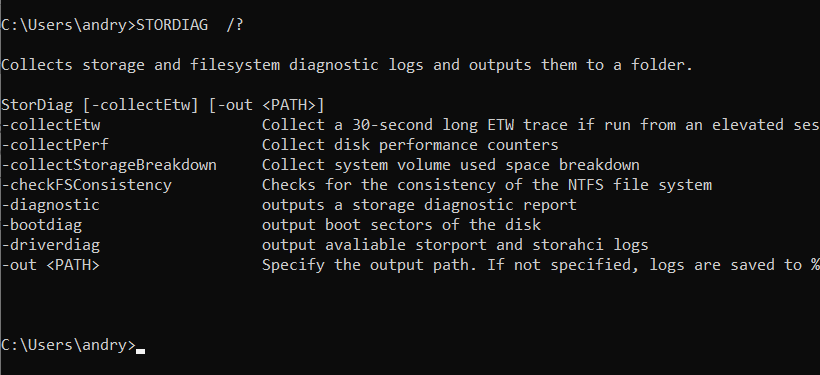 C:\Users\andry>STORDIAG  /?
Collects storage and filesystem diagnostic logs and outputs them to a folder.
StorDiag [-collectEtw] [-out <PATH>]
-collectEtw                  Collect a 30-second long ETW trace if run from an elevated ses
-collectPerf                 Collect disk performance counters
-collectStorageBreakdown     Collect system volume used space breakdown
-checkFSConsistency          Checks for the consistency of the NTFS file system
-diagnostic                  outputs a storage diagnostic report
-bootdiag                    output boot sectors of the disk
-driverdiag                  output avaliable storport and storahci logs
-out <PATH>                  Specify the output path. If not specified, logs are saved to %
C:\Users\andry>